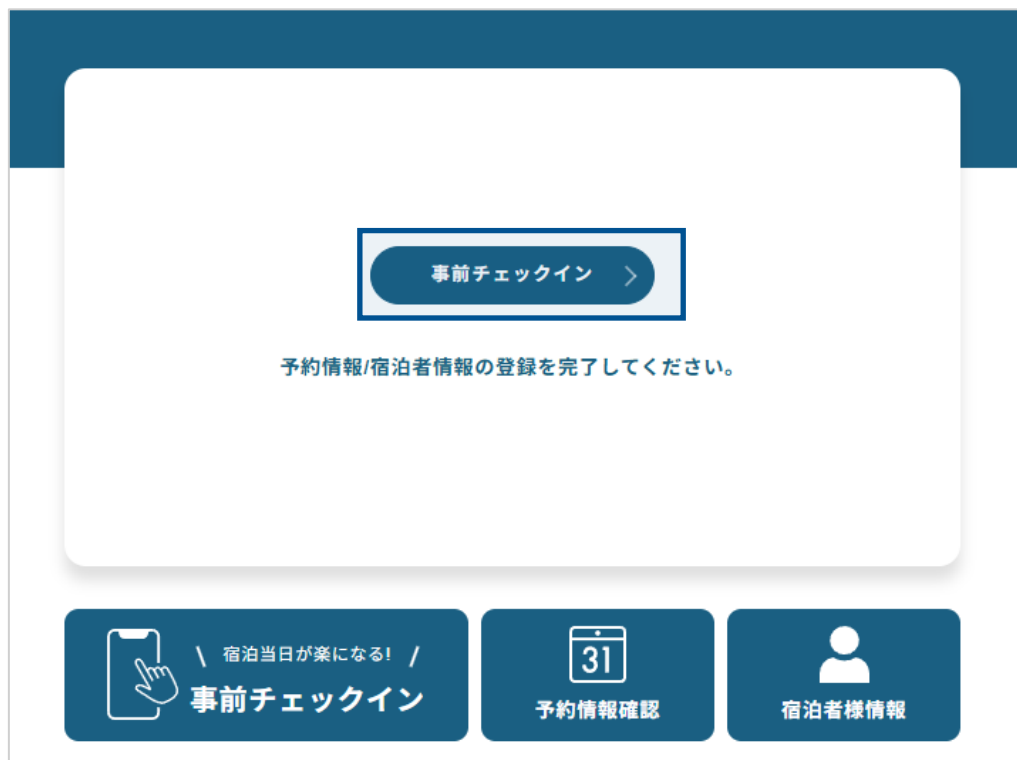 事前チェックイン
予約情報/宿泊者情報の登録を完了してください。
\ 宿泊当日が楽になる! /
事前チェックイン
31
予約情報確認
宿泊者様情報